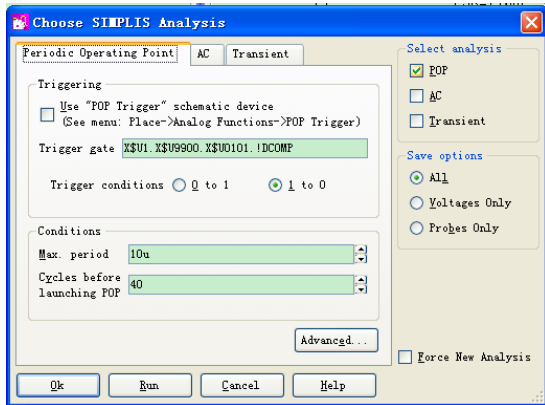 Choose SIMPLIS Analysis
Periodic Operating Point
AC
Transient
Triggering
Use "POP Trigger" schematic device
(See menu: Place->Analog Functions->POP Trigger)
Trigger gate X$U1.X$U9900.X$U0101.!DCOMP
Trigger conditions 0 to 1 1 to 0
Conditions
Max. period 10u
Cycles before
launching POP 40
Advanced...
Select analysis
POP
AC
Transient
Save options
All
Voltages Only
Probes Only
Force New Analysis
Ok Run Cancel Help